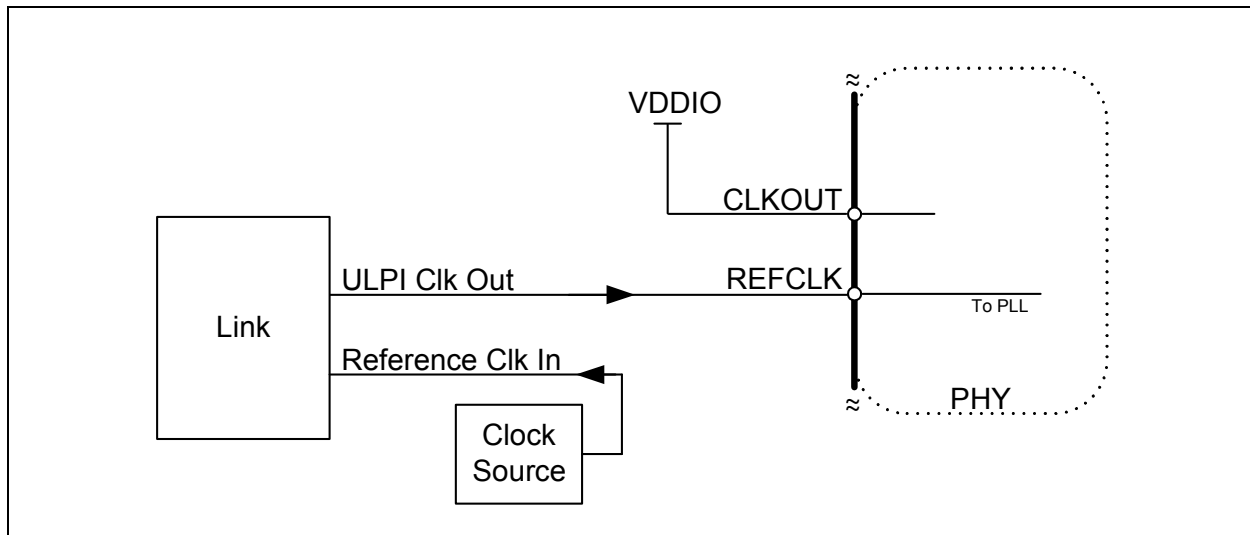 VDDIO
CLKOUT
ULPI Clk Out
REFCLK
To PLL
Link
Reference Clk In
Clock
Source
PHY